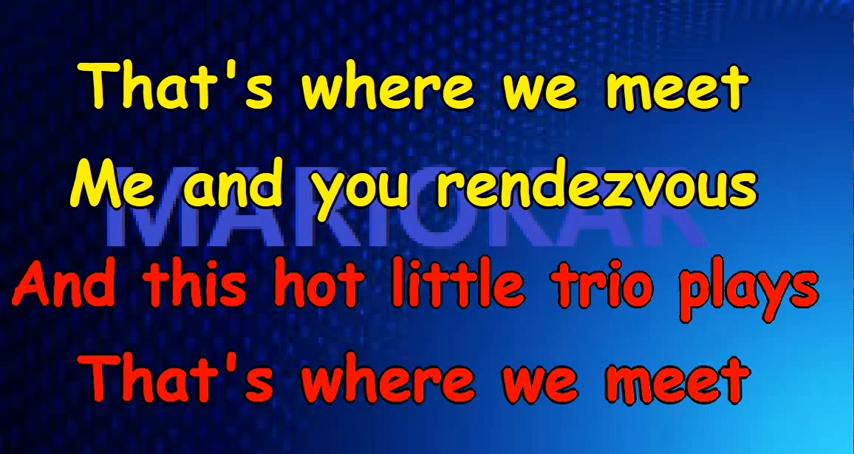 That's where we meet
Me and you rendezvous
MARIOKAR
And this hot little trio plays
That's where we meet